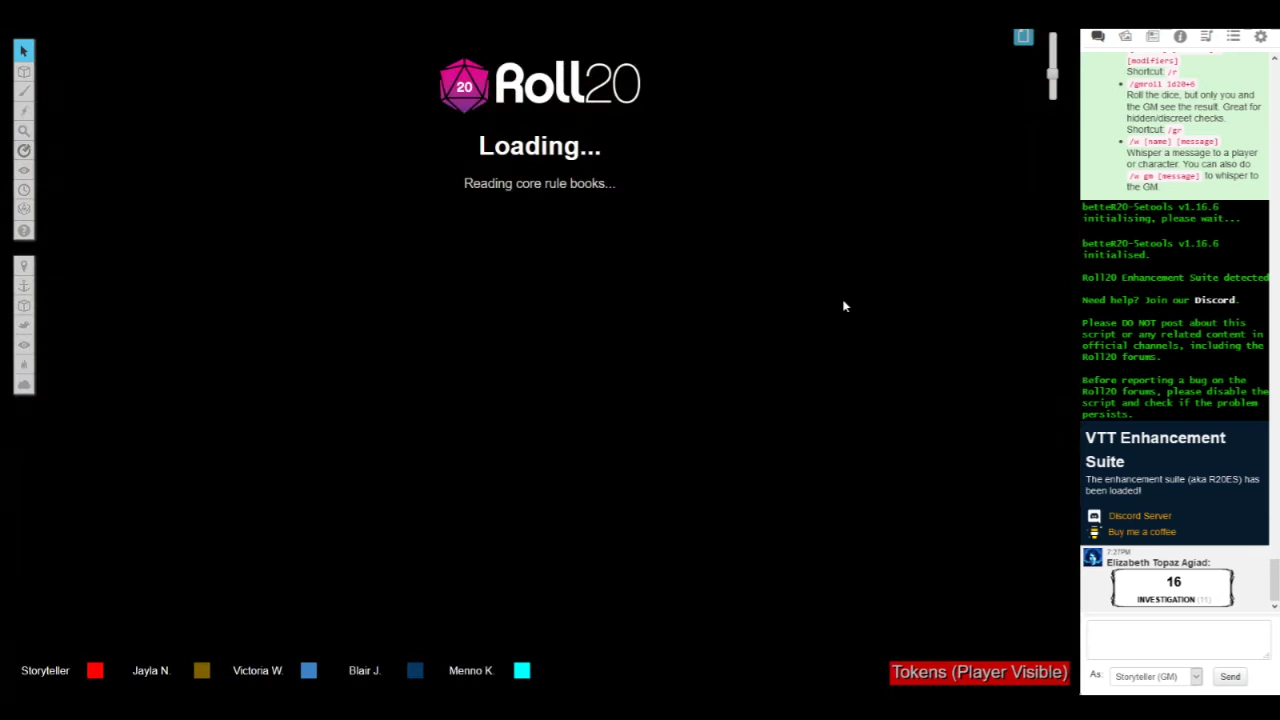 20
Roll20
Loading...
Reading core rule books...
[modifiers]
Shortcut: /r
/gmroll 1d20+6
Roll the dice, but only you and
the GM see the result. Great for
hidden/discreet checks.
Shortcut: /gr
/w [name] [message]
Whisper a message to a player
or character. You can also do
/w gm [message] to whisper to
the GM.
betteR20-5etools v1.16.6
initialising, please wait...
betteR20-5etools v1.16.6
initialised.
Roll20 Enhancement Suite detected
Need help? Join our Discord.
Please DO NOT post about this
script or any related content in
official channels, including the
Roll20 forums.
Before reporting a bug on the
Roll20 forums, please disable the
script and check if the problem
persists.
VTT Enhancement
Suite
The enhancement suite (aka R20ES) has
been loaded!
Discord Server
Buy me a coffee
7:27PM
Elizabeth Topaz Agiad:
16
INVESTIGATION (11)
As: Storyteller (GM) Send
Storyteller Jayla N. Victoria W. Blair J. Menno K.
Tokens (Player Visible)